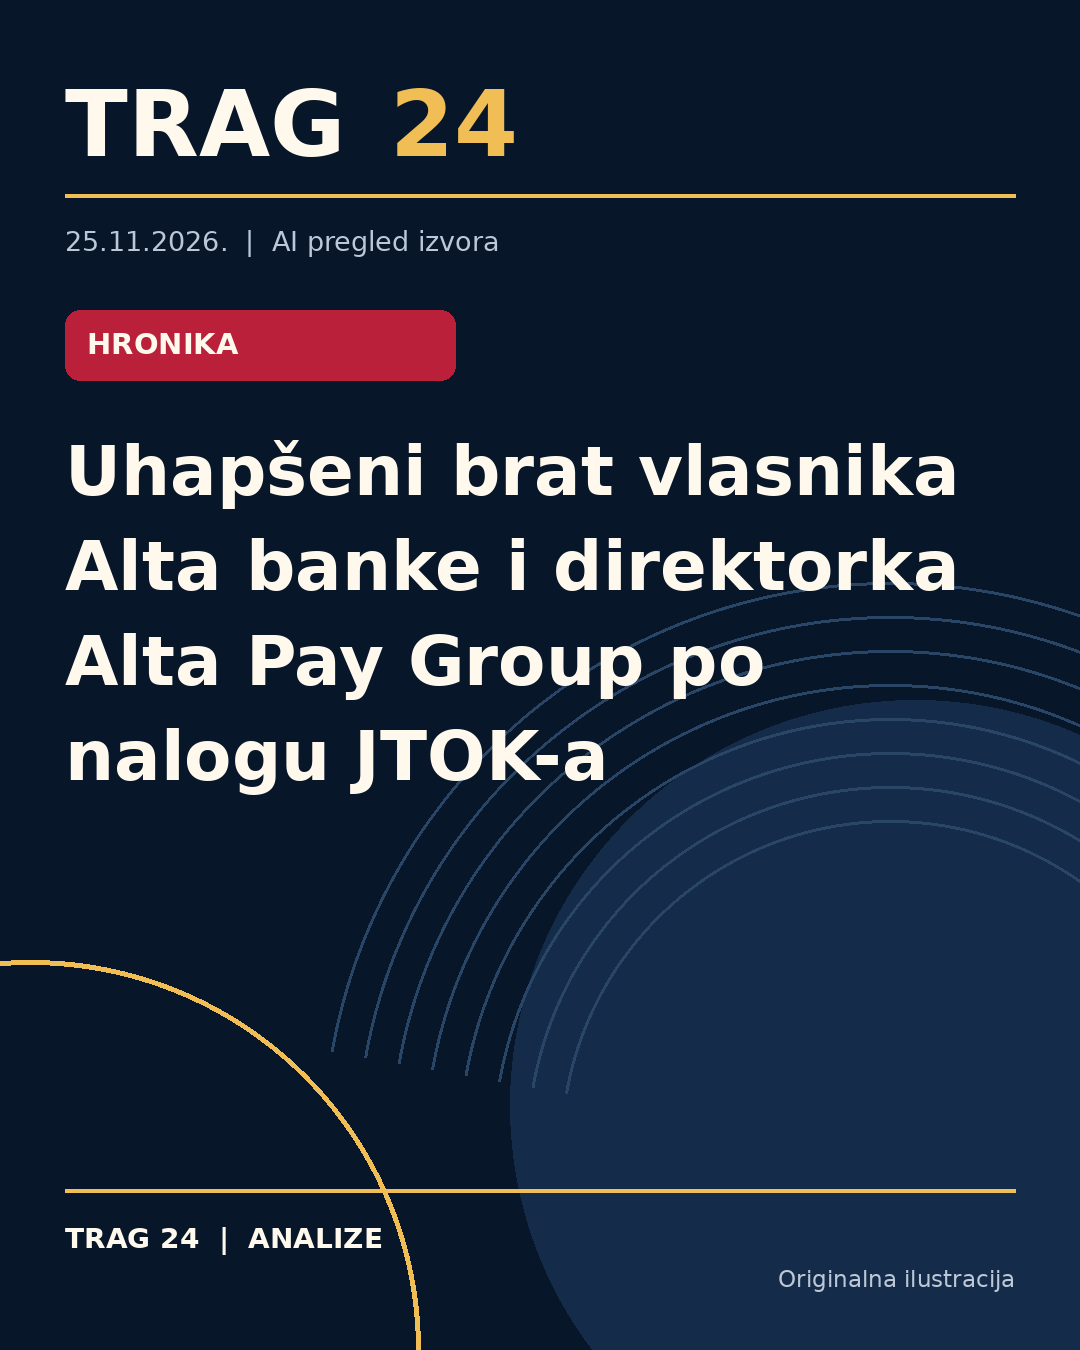 TRAG 24
25.11.2026. | AI pregled izvora
HRONIKA
Uhapšeni brat vlasnika
Alta banke i direktorka
Alta Pay Group po
nalogu JTOK-a
TRAG 24 | ANALIZE
Originalna ilustracija